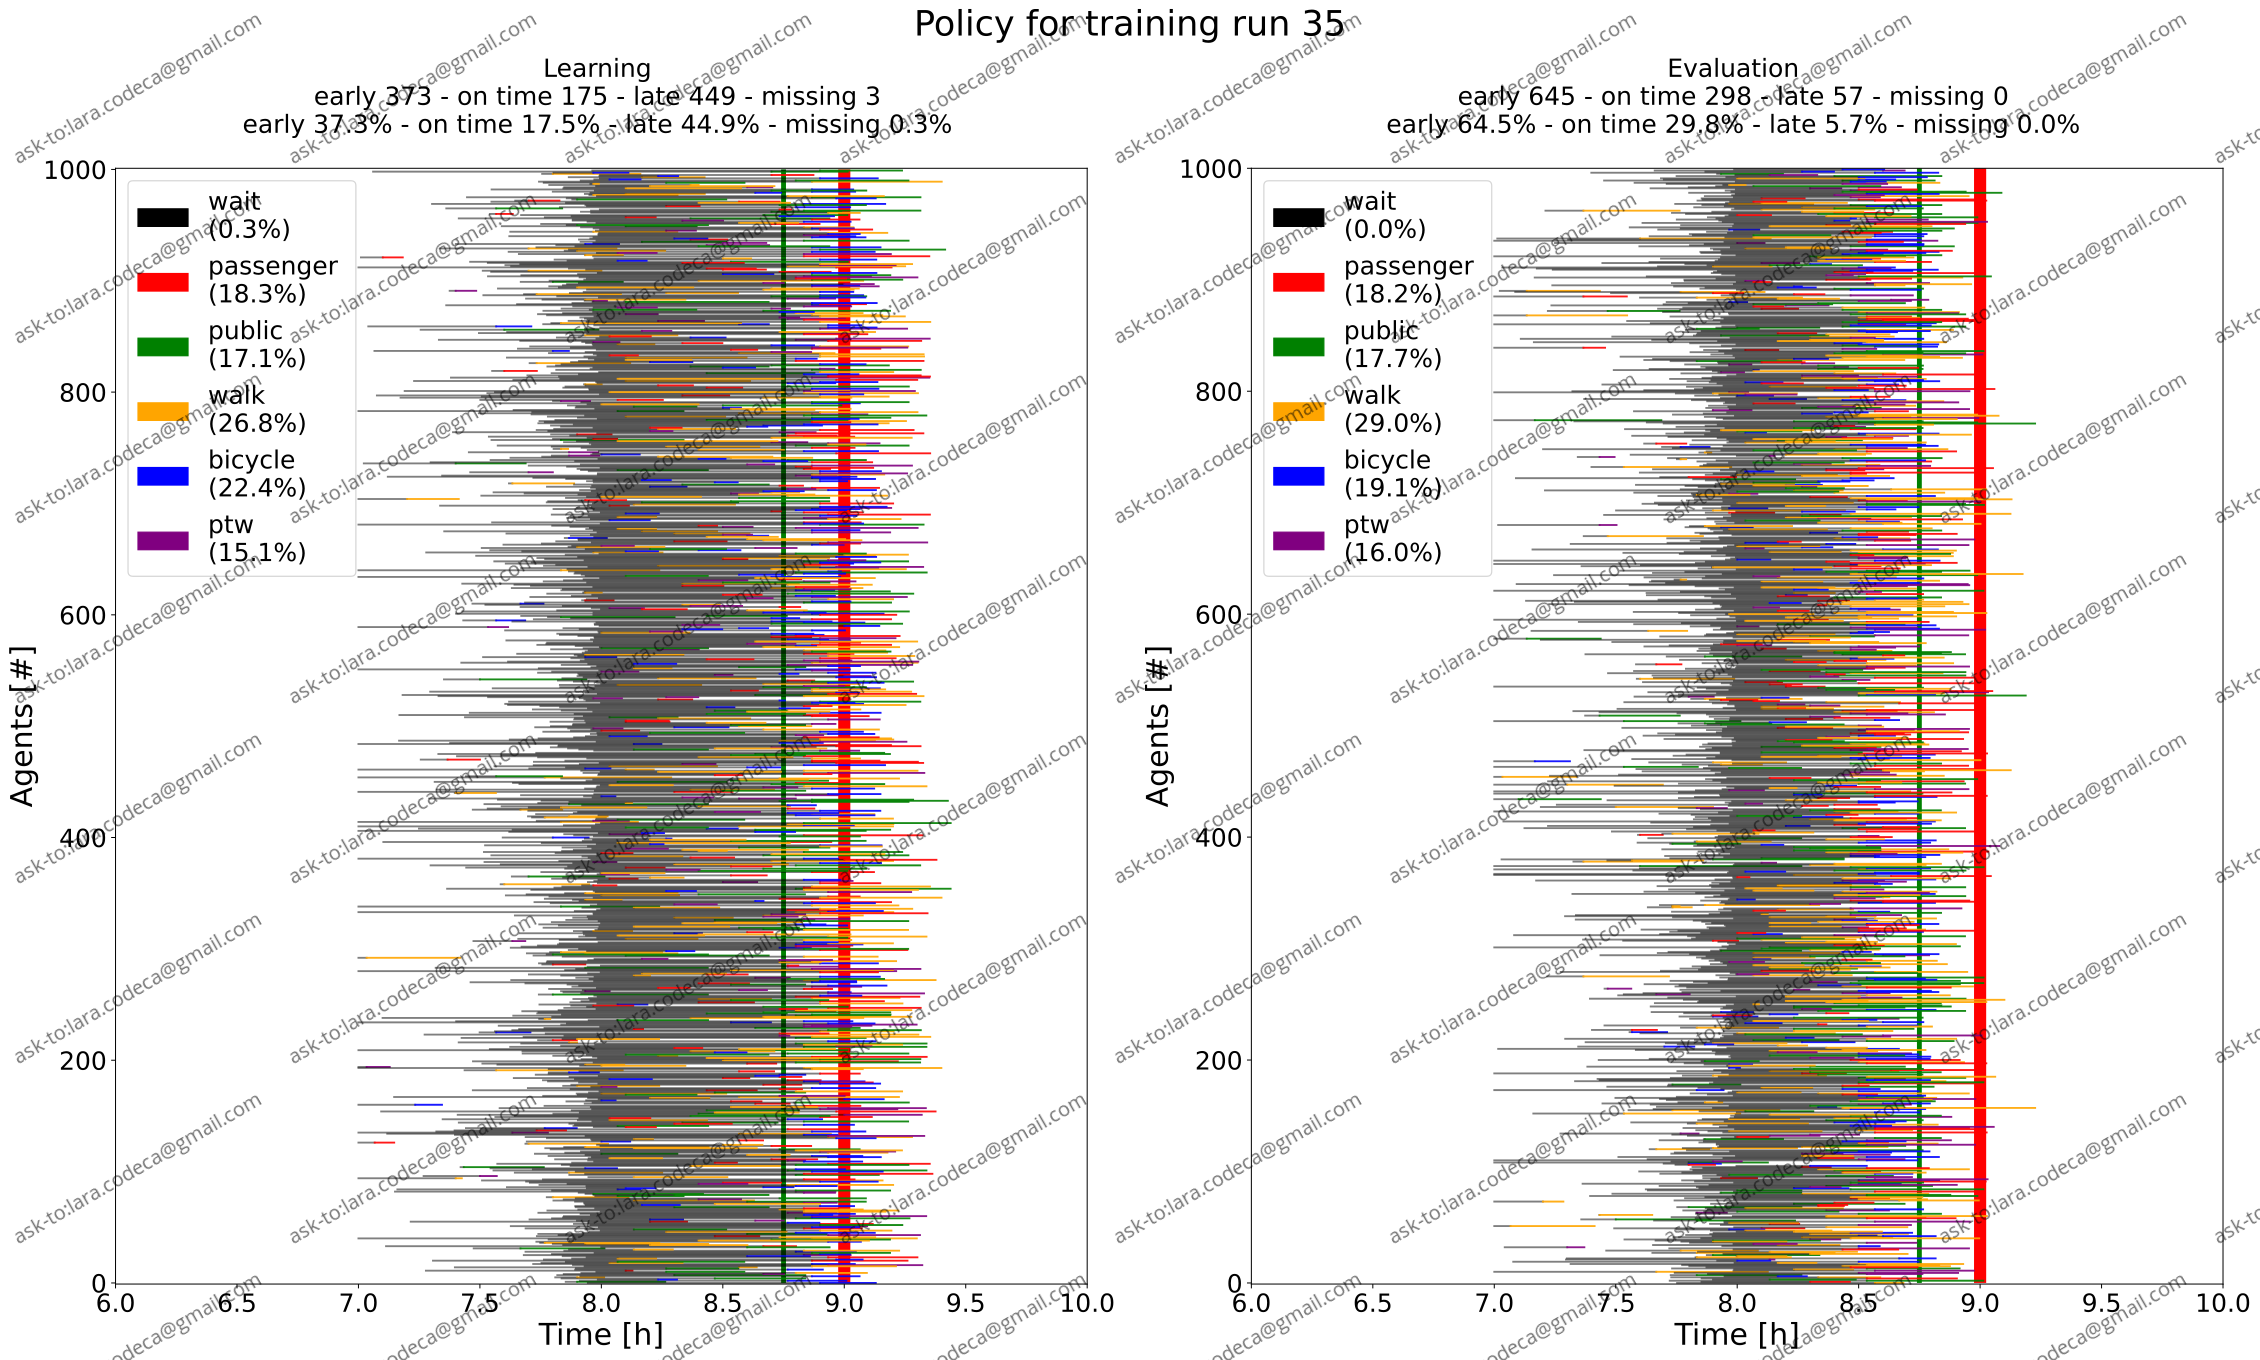 Policy for training run 35
Learning
early 373 - on time 175 - late 449 - missing 3
early 37.3% - on time 17.5% - late 44.9% - missing 0.3%
1000
800
600
400
200
0
Agents [#]
wait
(0.3%)
passenger
(18.3%)
public
(17.1%)
walk
(26.8%)
bicycle
(22.4%)
ptw
(15.1%)
6.0 6.5 7.0 7.5 8.0 8.5 9.0 9.5 10.0
Time [h]
Evaluation
early 645 - on time 298 - late 57 - missing 0
early 64.5% - on time 29.8% - late 5.7% - missing 0.0%
1000
800
600
400
200
0
Agents [#]
wait
(0.0%)
passenger
(18.2%)
public
(17.7%)
walk
(29.0%)
bicycle
(19.1%)
ptw
(16.0%)
6.0 6.5 7.0 7.5 8.0 8.5 9.0 9.5 10.0
Time [h]
ask-to:lara.codeca@gmail.com